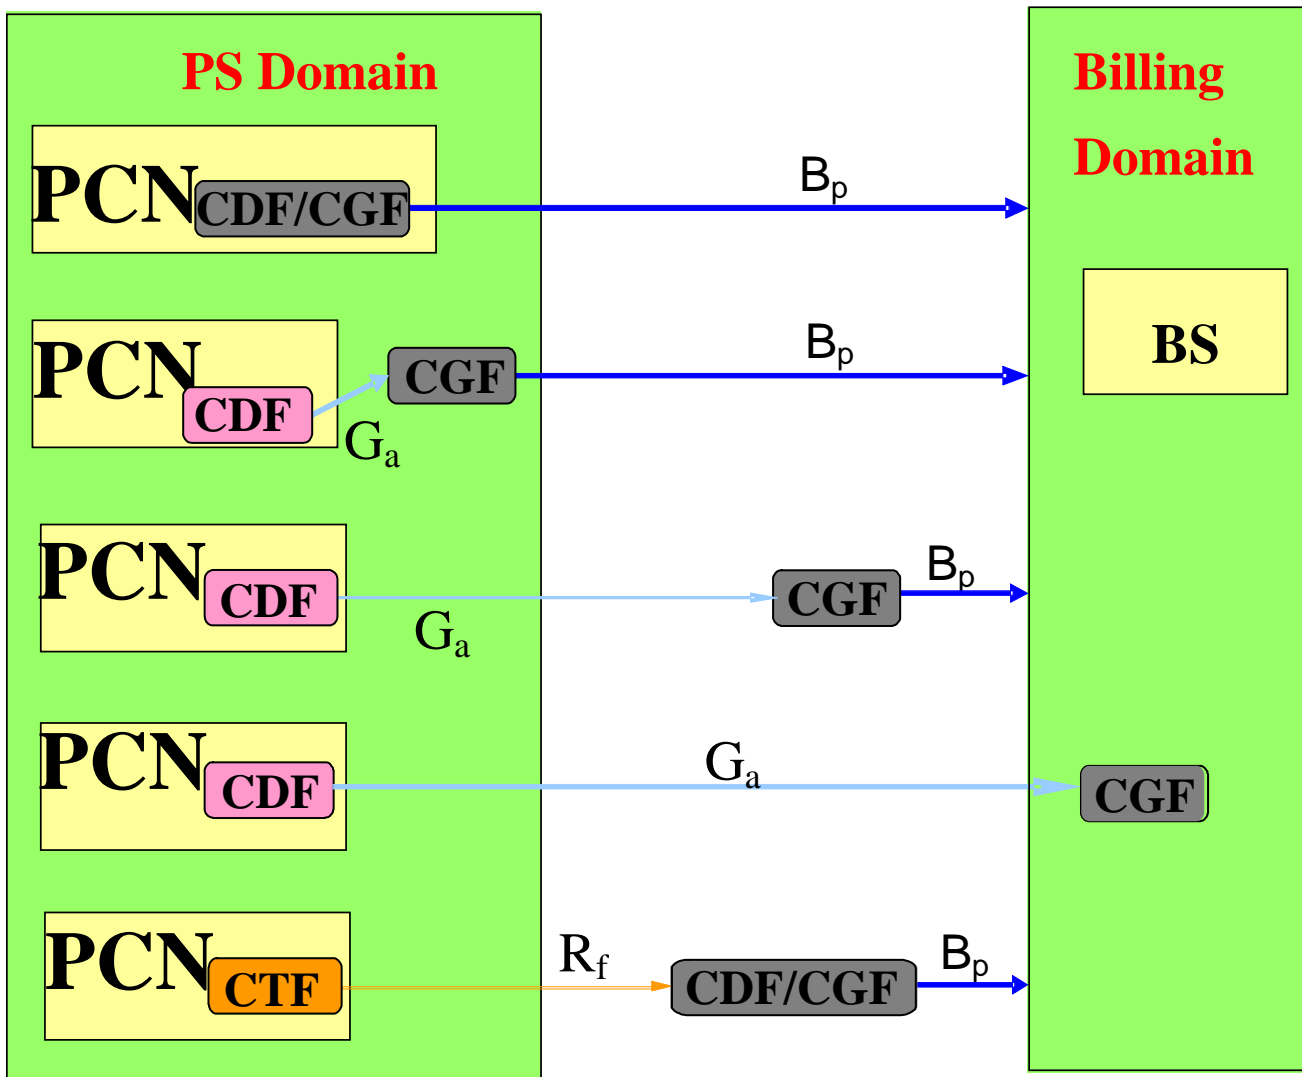 PS Domain
Billing
Domain
PCN
CDF/CGF
Bp
BS
PCN
CDF
Ga
CGF
Bp
PCN
CDF
Ga
CGF
Bp
PCN
CDF
Ga
CGF
PCN
CTF
Rf
CDF/CGF
Bp